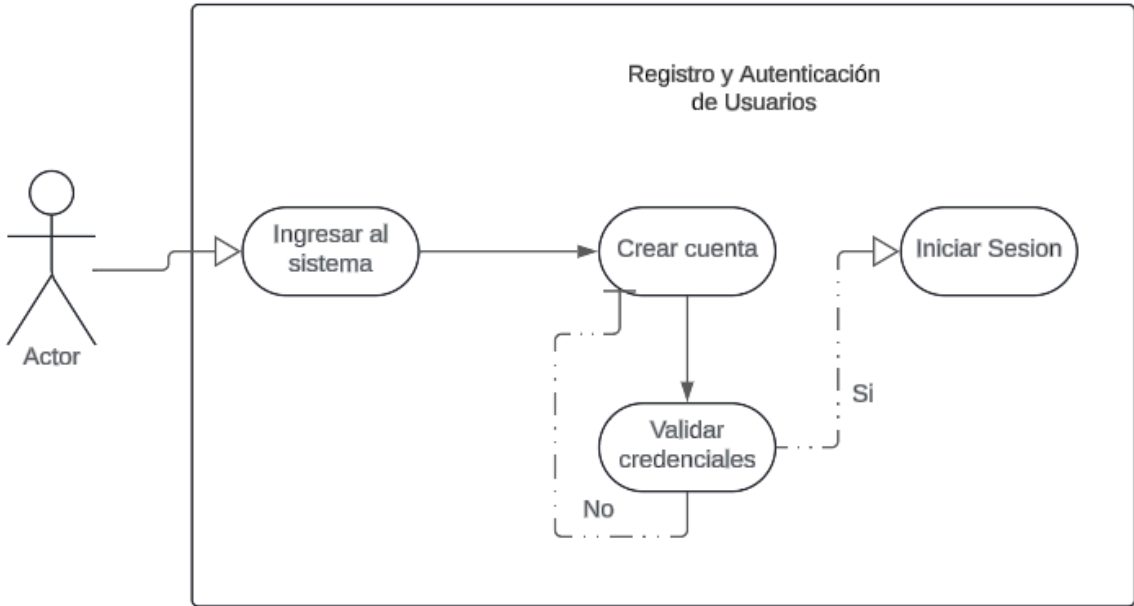 Registro y Autenticación
de Usuarios
Ingresar al
sistema
Crear cuenta
Iniciar Sesion
Actor
Si
Validar
credenciales
No